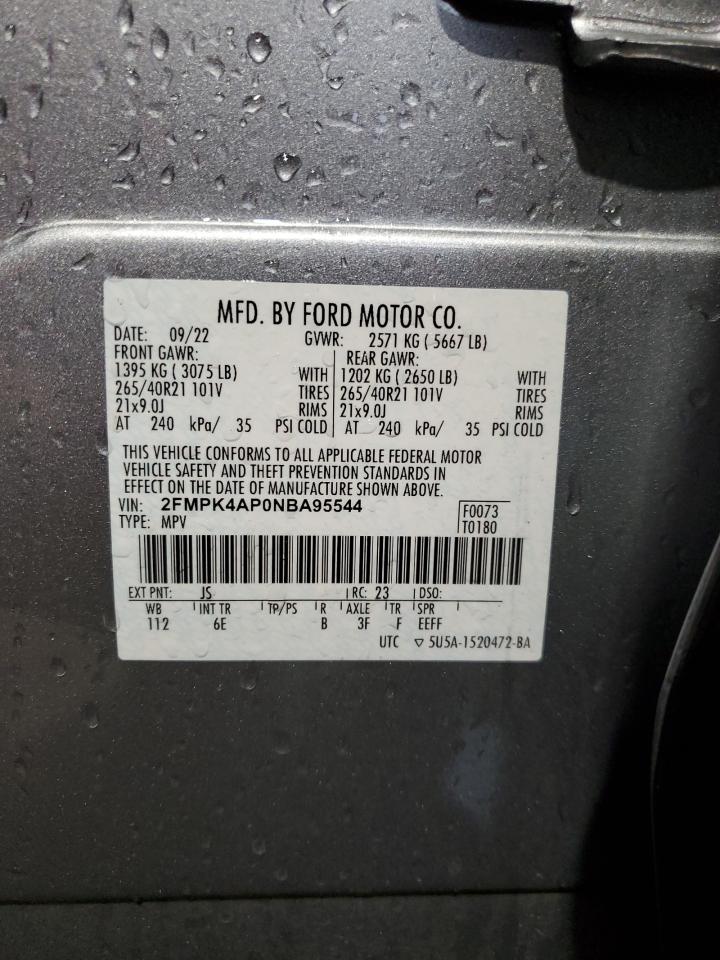 MFD. BY FORD MOTOR CO.
DATE: 09/22 GVWR: 2571 KG ( 5667 LB)
FRONT GAWR: REAR GAWR:
1395 KG ( 3075 LB) WITH 1202 KG ( 2650 LB) WITH
265/40R21 101V TIRES 265/40R21 101V TIRES
21x9.0J RIMS 21x9.0J RIMS
AT 240 kPa/ 35 PSI COLD AT 240 kPa/ 35 PSI COLD
THIS VEHICLE CONFORMS TO ALL APPLICABLE FEDERAL MOTOR
VEHICLE SAFETY AND THEFT PREVENTION STANDARDS IN
EFFECT ON THE DATE OF MANUFACTURE SHOWN ABOVE.
VIN: 2FMPK4AP0NBA95544 F0073
TYPE: MPV T0180
EXT PNT: JS RC: 23 DSO:
WB INT TR TP/PS R AXLE TR SPR
112 6E B 3F F EEFF
UTC ▽ 5U5A-1520472-BA